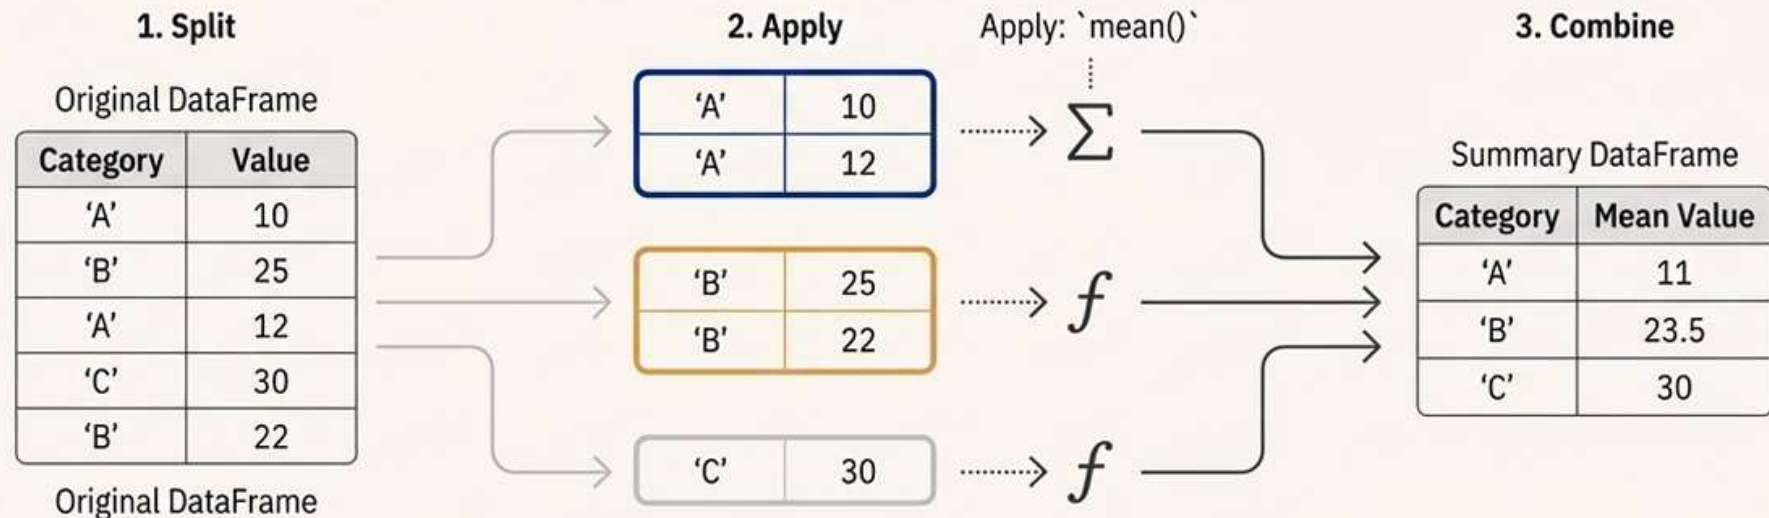 1. Split
Original DataFrame
Category Value
‘A’ 10
‘B’ 25
‘A’ 12
‘C’ 30
‘B’ 22
Original DataFrame
2. Apply
Apply: `mean()`
‘A’ 10
‘A’ 12
∑
‘B’ 25
‘B’ 22
f
‘C’ 30
f
3. Combine
Summary DataFrame
Category Mean Value
‘A’ 11
‘B’ 23.5
‘C’ 30